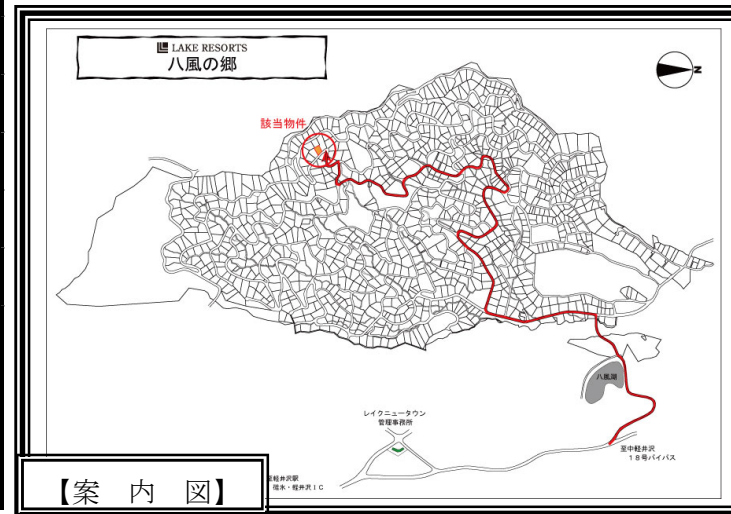 LAKE RESORTS
八風の郷
N
該当物件
八風湖
レイクニュータウン
管理事務所
至中軽井沢
18号バイパス
至軽井沢駅
碓氷・軽井沢IC
【案 内 図】